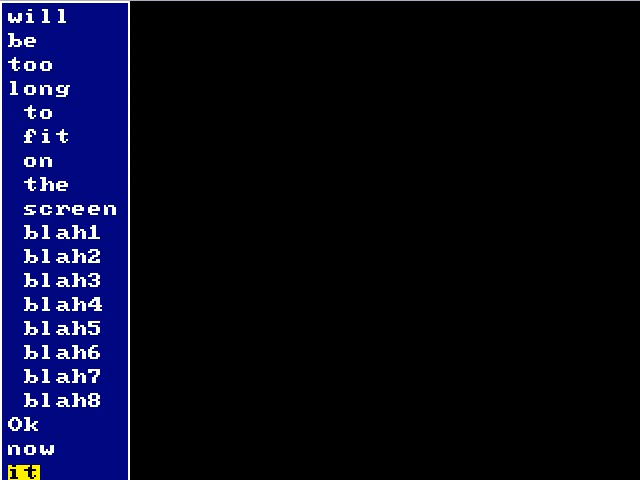 will
be
too
long
to
fit
on
the
screen
blah1
blah2
blah3
blah4
blah5
blah6
blah7
blah8
Ok
now
it